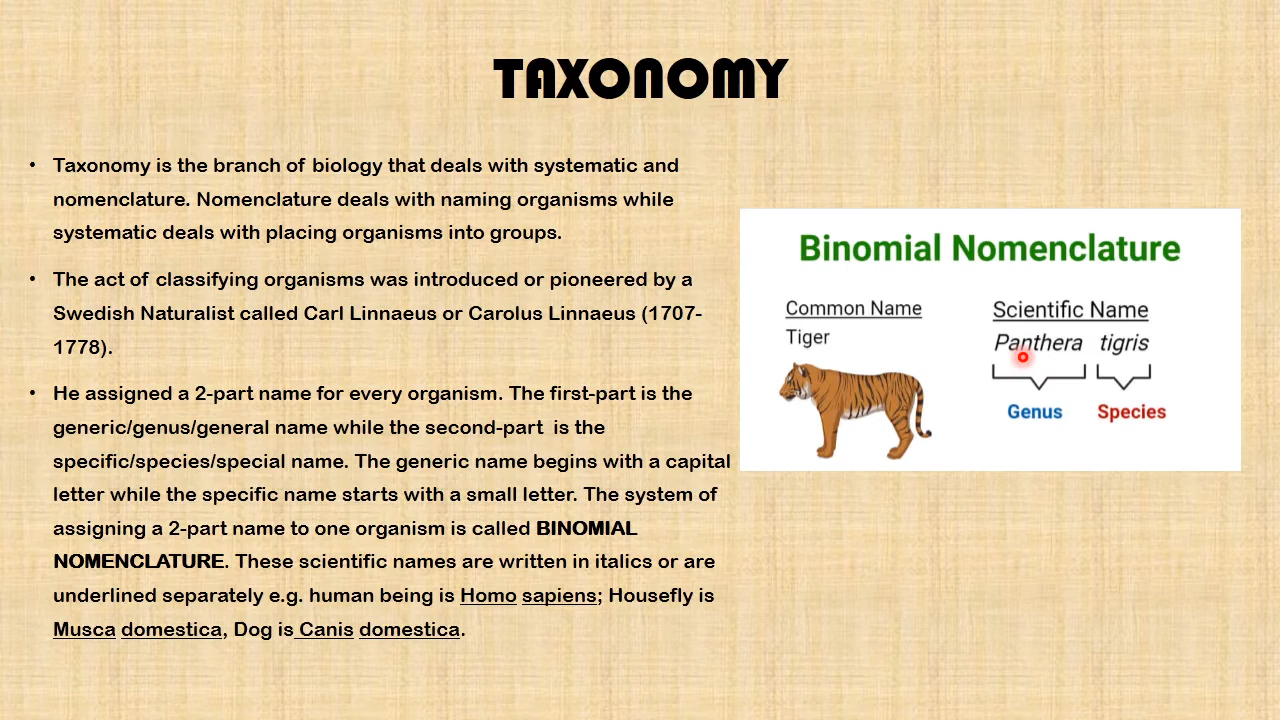 TAXONOMY
• Taxonomy is the branch of biology that deals with systematic and
nomenclature. Nomenclature deals with naming organisms while
systematic deals with placing organisms into groups.
• The act of classifying organisms was introduced or pioneered by a
Swedish Naturalist called Carl Linnaeus or Carolus Linnaeus (1707-
1778).
• He assigned a 2-part name for every organism. The first-part is the
generic/genus/general name while the second-part is the
specific/species/special name. The generic name begins with a capital
letter while the specific name starts with a small letter. The system of
assigning a 2-part name to one organism is called BINOMIAL
NOMENCLATURE. These scientific names are written in italics or are
underlined separately e.g. human being is Homo sapiens; Housefly is
Musca domestica, Dog is Canis domestica.
Binomial Nomenclature
Common Name
Tiger
Scientific Name
Panthera tigris
Genus Species